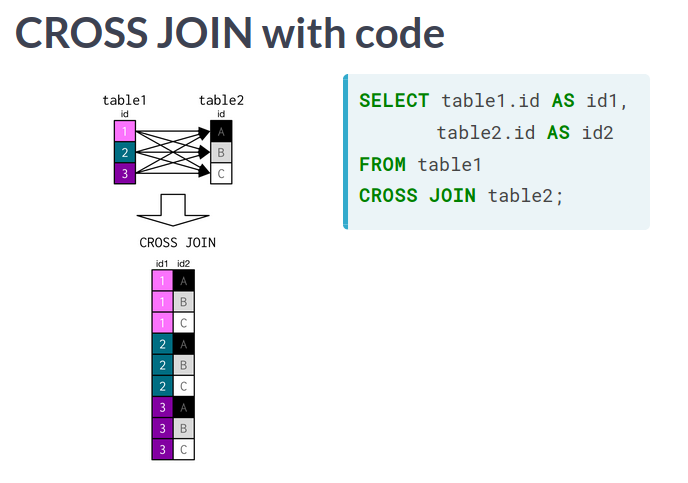 CROSS JOIN with code
table1 table2
id id
1 A
2 B
3 C
CROSS JOIN
id1 id2
1 A
1 B
1 C
2 A
2 B
2 C
3 A
3 B
3 C
SELECT table1.id AS id1,
table2.id AS id2
FROM table1
CROSS JOIN table2;